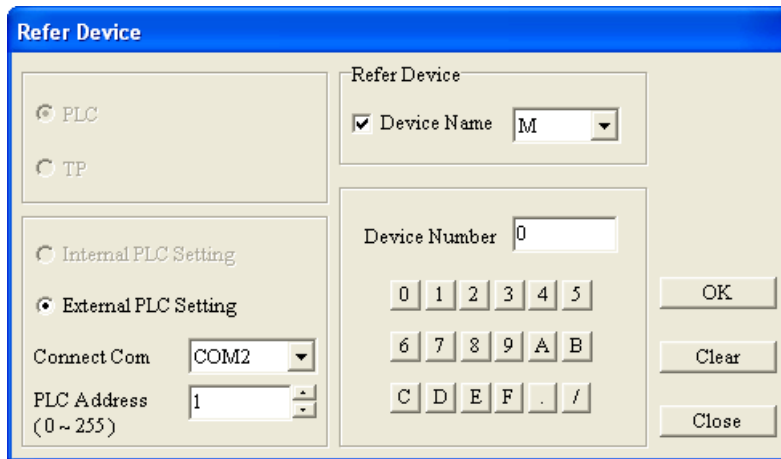 Refer Device
PLC
TP
Internal PLC Setting
External PLC Setting
Connect Com COM2
PLC Address 1
(0 ~ 255)
Refer Device
Device Name M
Device Number 0
0 1 2 3 4 5
6 7 8 9 A B
C D E F . /
OK
Clear
Close